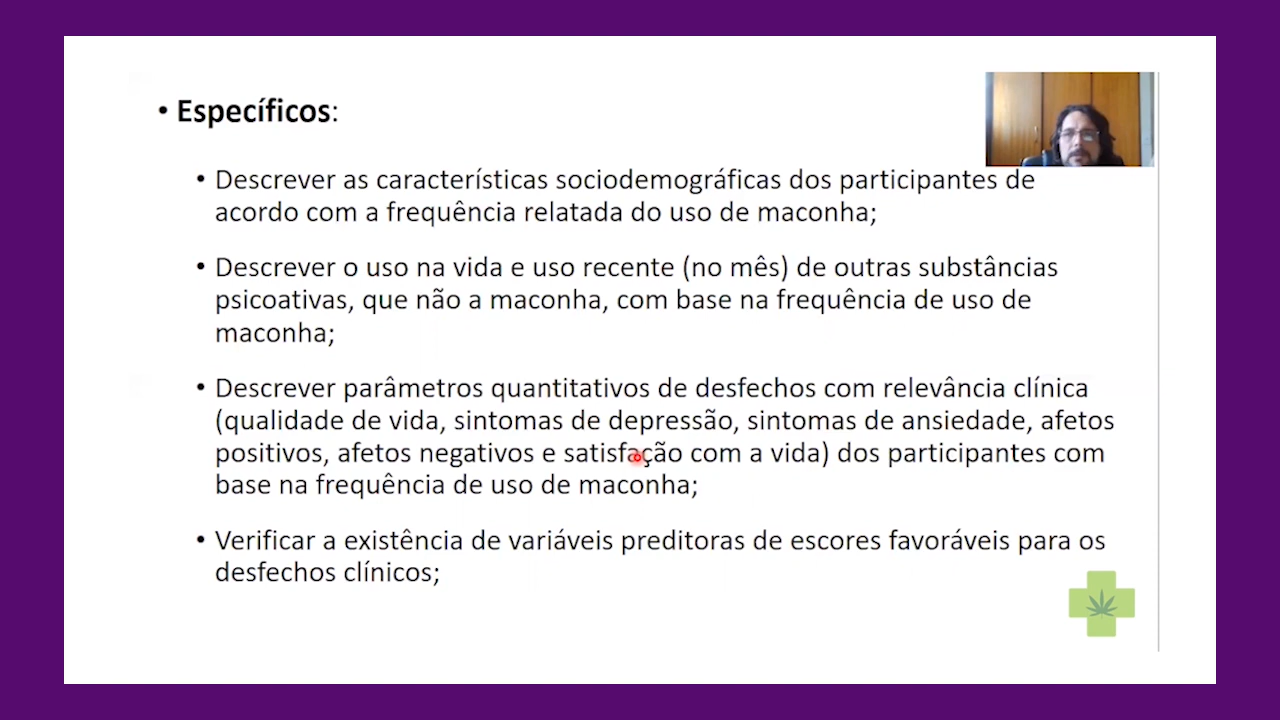 • Específicos:
• Descrever as características sociodemográficas dos participantes de
acordo com a frequência relatada do uso de maconha;
• Descrever o uso na vida e uso recente (no mês) de outras substâncias
psicoativas, que não a maconha, com base na frequência de uso de
maconha;
• Descrever parâmetros quantitativos de desfechos com relevância clínica
(qualidade de vida, sintomas de depressão, sintomas de ansiedade, afetos
positivos, afetos negativos e satisfação com a vida) dos participantes com
base na frequência de uso de maconha;
• Verificar a existência de variáveis preditoras de escores favoráveis para os
desfechos clínicos;